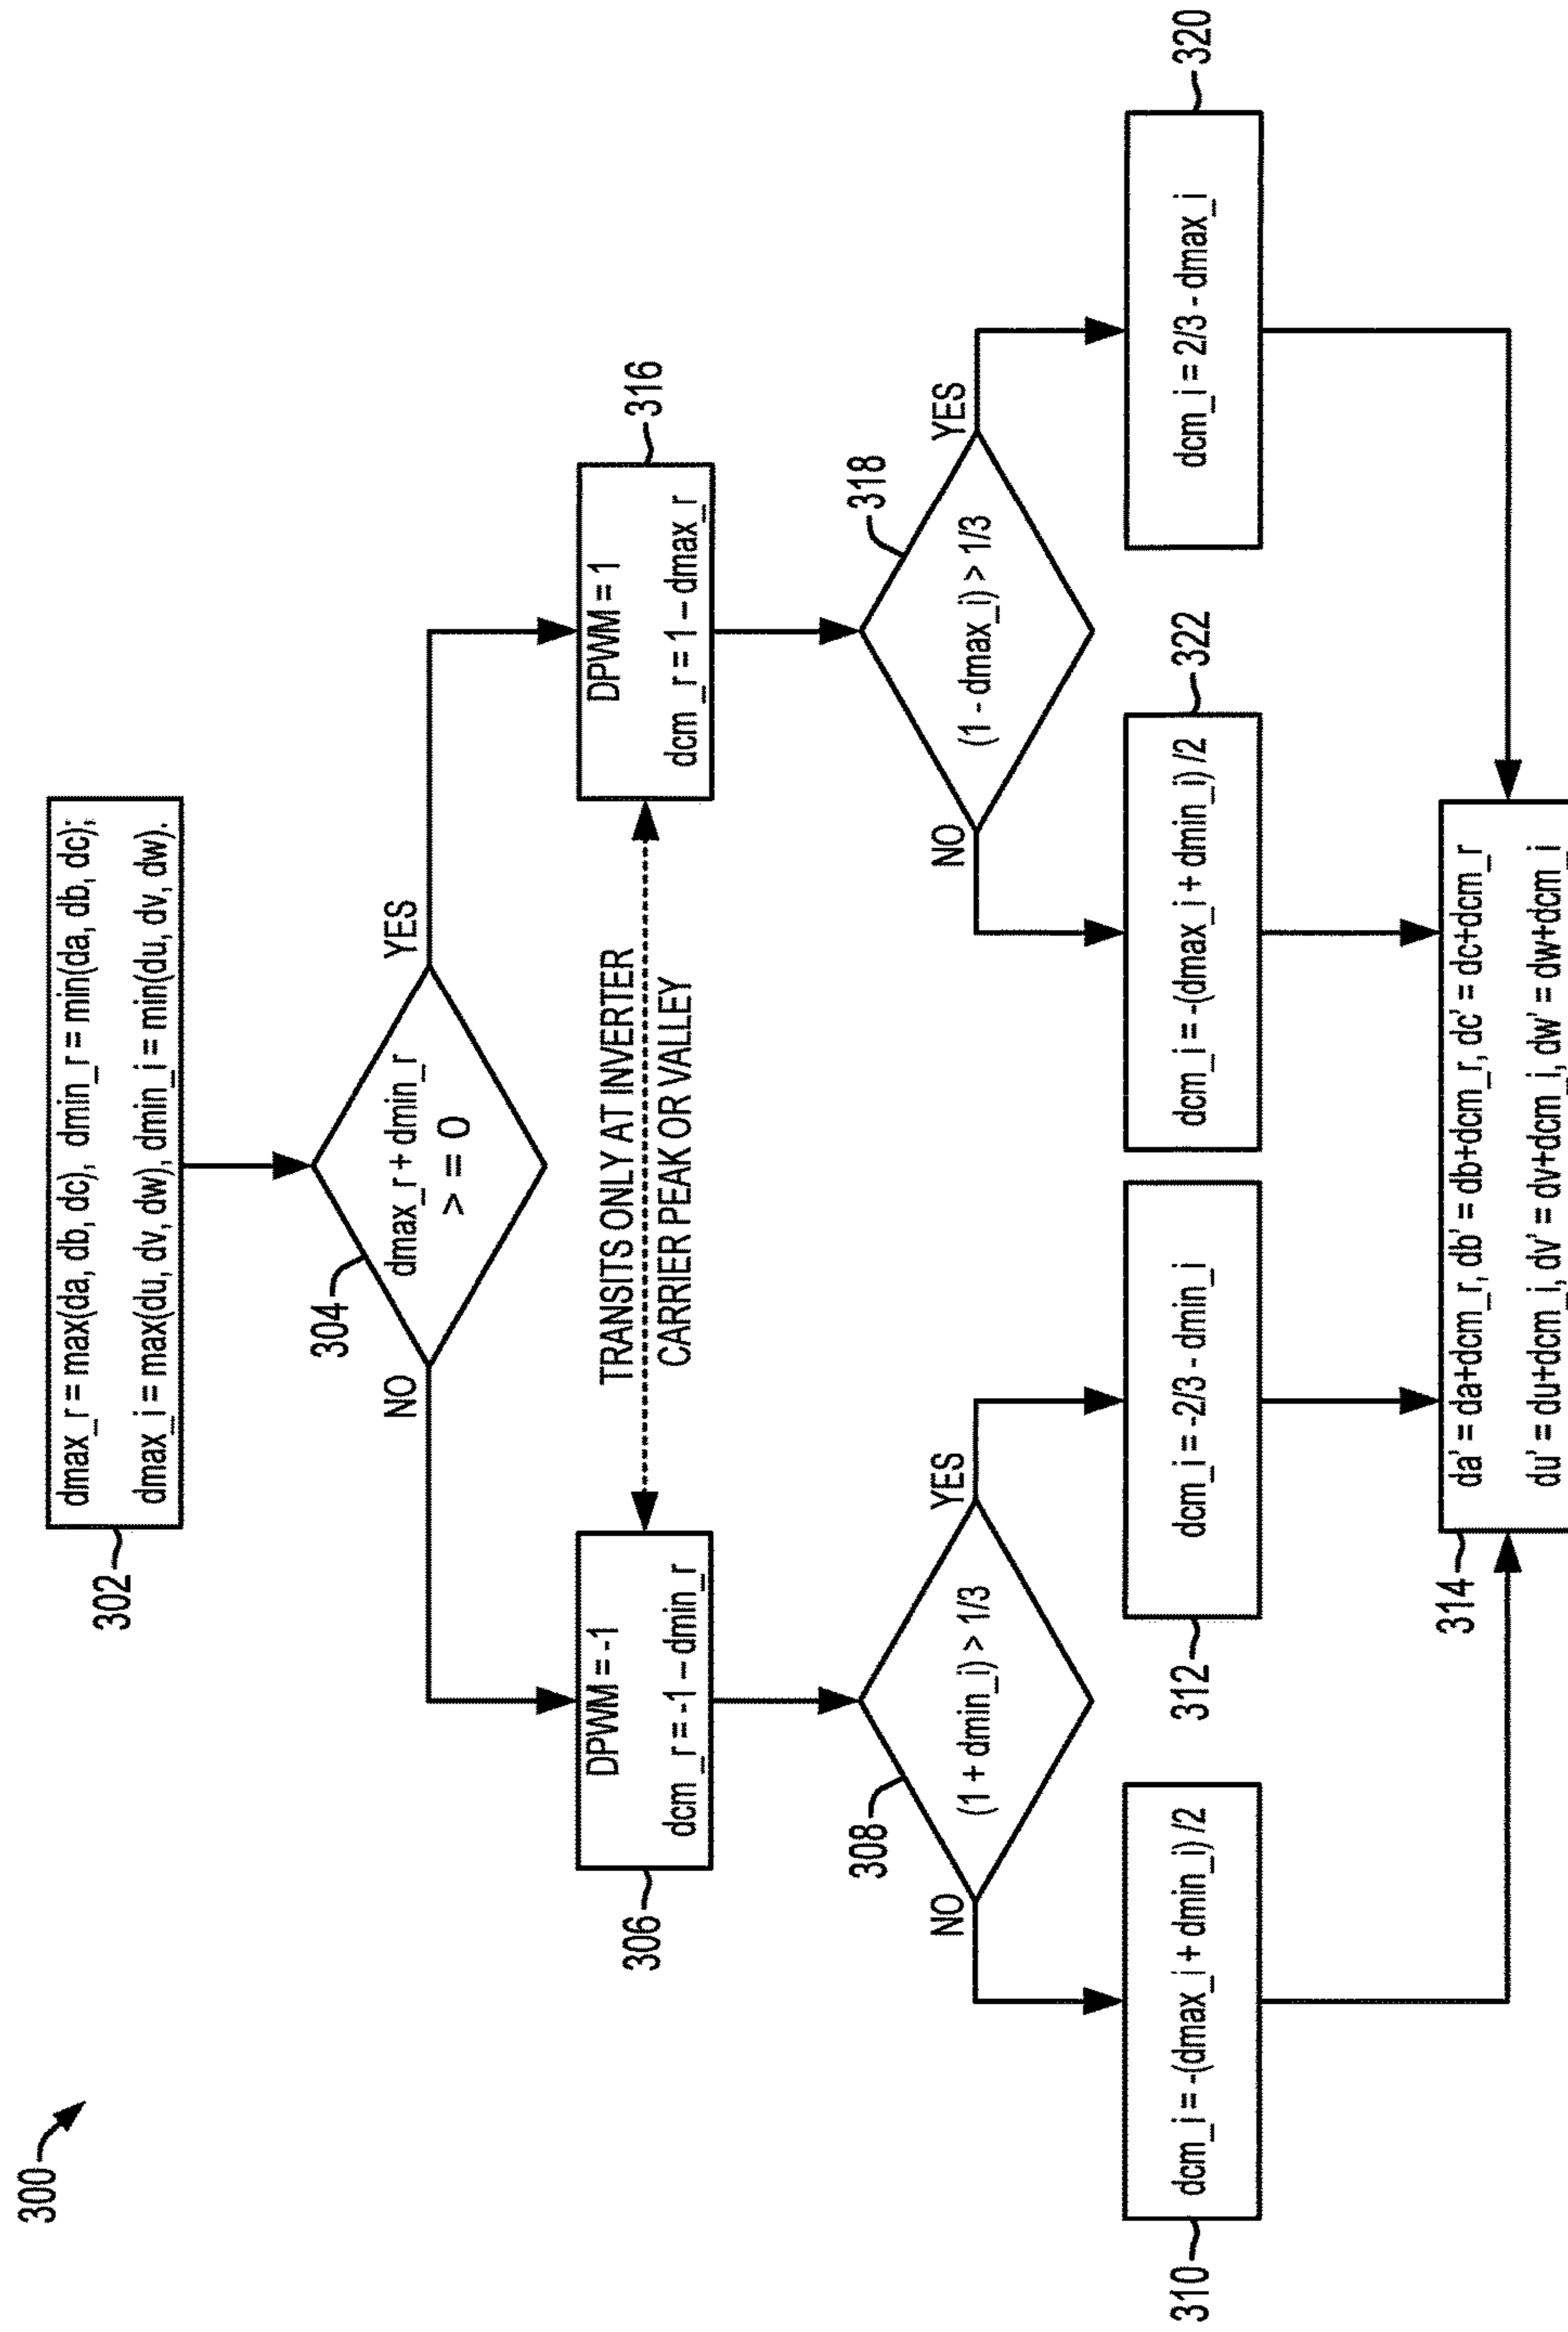 300
302
dmax_r = max(da, db, dc), dmin_r = min(da, db, dc);
dmax_i = max(du, dv, dw), dmin_i = min(du, dv, dw).
304
dmax_r + dmin_r
> = 0
NO
YES
306
DPWM = -1
dcm _r = -1 – dmin_r
TRANSITS ONLY AT INVERTER
CARRIER PEAK OR VALLEY
316
DPWM = 1
dcm _r = 1 – dmax_r
308
(1 + dmin_i) > 1/3
NO
YES
318
(1 - dmax_i) > 1/3
NO
YES
310
dcm_i = -(dmax_i + dmin_i) /2
312
dcm_i = -2/3 - dmin_i
322
dcm_i = -(dmax_i + dmin_i) /2
320
dcm_i = 2/3 - dmax_i
314
da' = da+dcm_r, db' = db+dcm_r, dc' = dc+dcm_r
du' = du+dcm_i, dv' = dv+dcm_i, dw' = dw+dcm_i